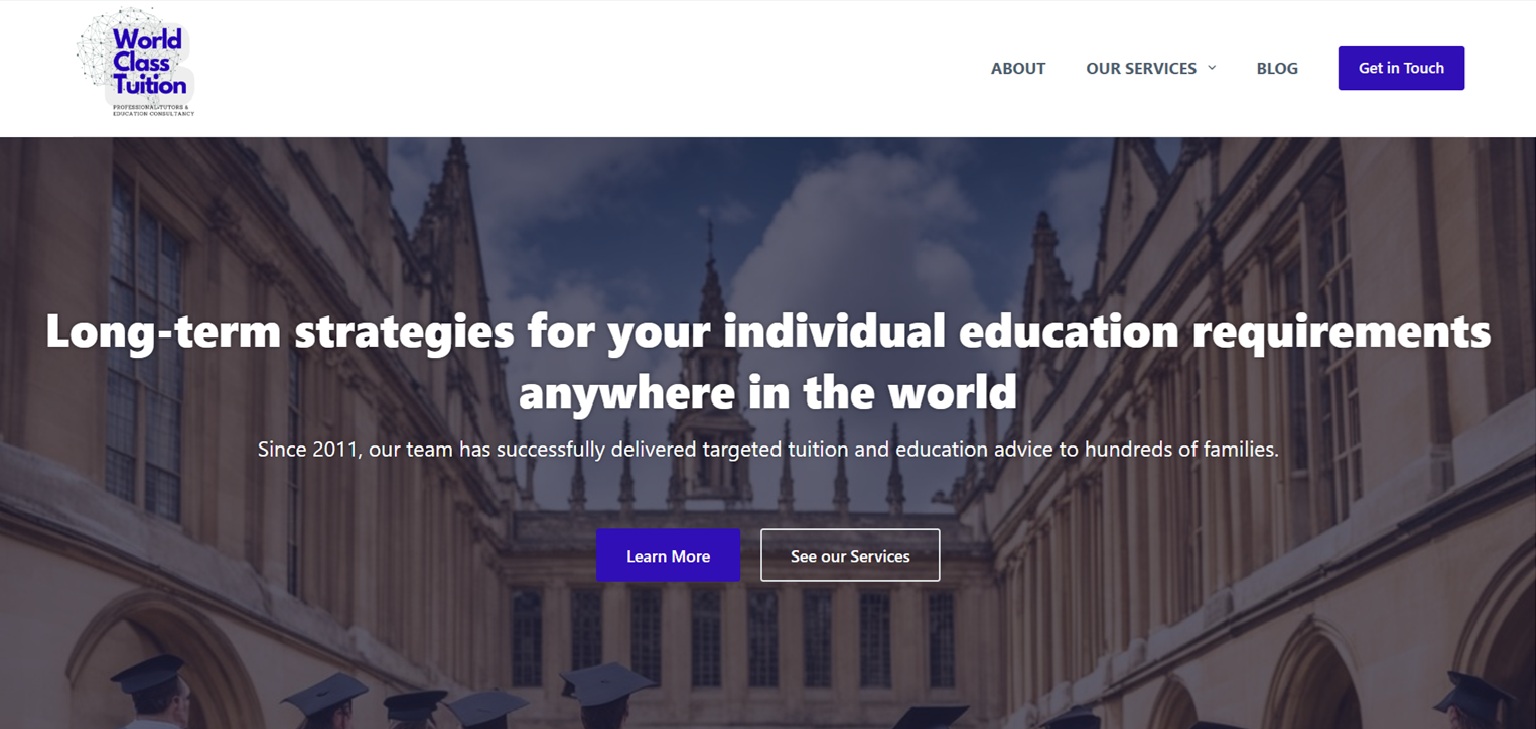 World
Class
Tuition
PROFESSIONAL TUTORS &
EDUCATION CONSULTANCY
ABOUT
OUR SERVICES
BLOG
Get in Touch
Long-term strategies for your individual education requirements
anywhere in the world
Since 2011, our team has successfully delivered targeted tuition and education advice to hundreds of families.
Learn More
See our Services